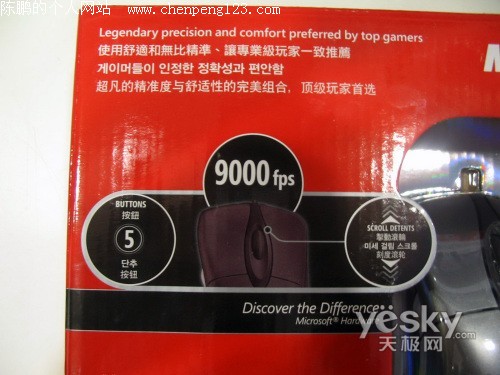 陈鹏的个人网站 -- www.chenpeng123.com
Legendary precision and comfort preferred by top gamers
使用舒適和無比精準、讓專業級玩家一致推薦
게이머들이 인정한 정확성과 편안함
超凡的精准度与舒适性的完美组合，顶级玩家首选
M
9000 fps
BUTTONS
按鈕
5
단추
按钮
SCROLL DETENTS
掣動滾輪
미세 걸림 스크롤
刻度滚轮
Discover the Difference
Microsoft® Hardware
yesky
天极网